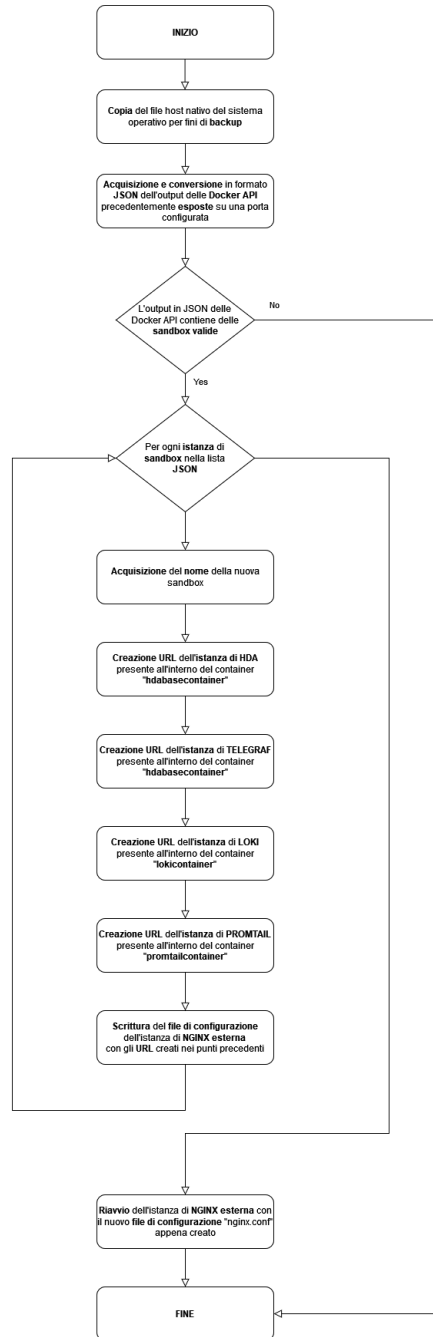 INIZIO
Copia del file host nativo del sistema
operativo per fini di backup
Acquisizione e conversione in formato
JSON dell'output delle Docker API
precedentemente esposte su una porta
configurata
L'output in JSON delle
Docker API contiene delle
sandbox valide
No
Yes
Per ogni istanza di
sandbox nella lista
JSON
Acquisizione del nome della nuova
sandbox
Creazione URL dell'istanza di HDA
presente all'interno del container
"hdabasecontainer"
Creazione URL dell'istanza di TELEGRAF
presente all'interno del container
"hdabasecontainer"
Creazione URL dell'istanza di LOKI
presente all'interno del container
"lokicontainer"
Creazione URL dell'istanza di PROMTAIL
presente all'interno del container
"promtailcontainer"
Scrittura del file di configurazione
dell'istanza di NGINX esterna
con gli URL creati nei punti precedenti
Riavvio dell'istanza di NGINX esterna con
il nuovo file di configurazione "nginx.conf"
appena creato
FINE